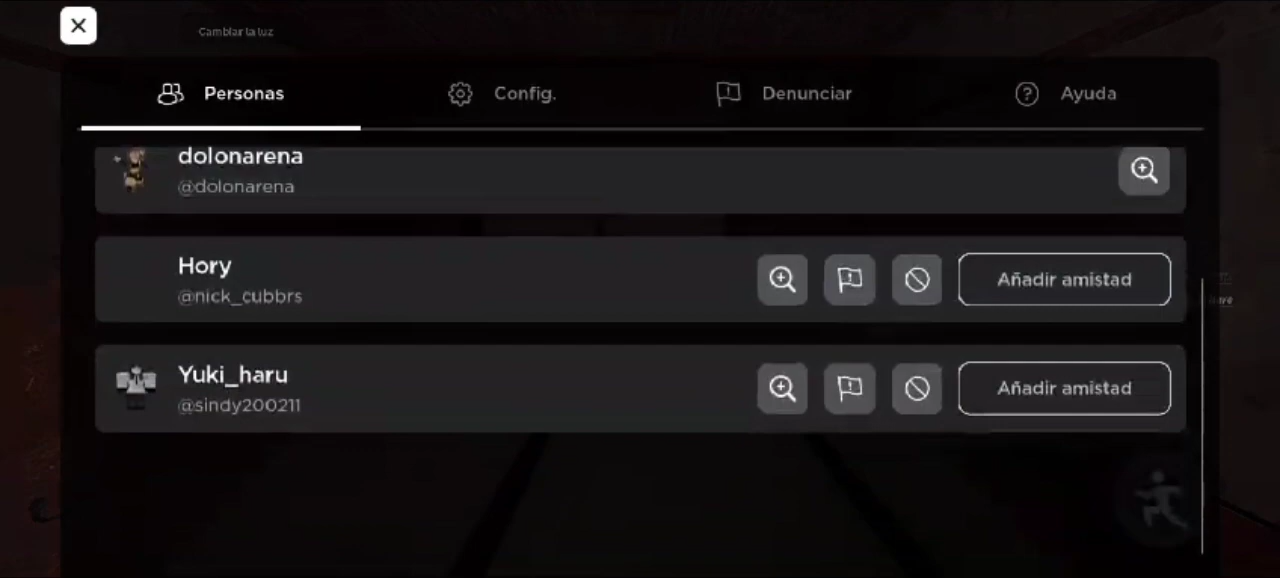 Cambiar la luz
Personas
Config.
Denunciar
Ayuda
dolonarena
@dolonarena
Hory
@nick_cubbrs
Añadir amistad
Yuki_haru
@sindy200211
Añadir amistad